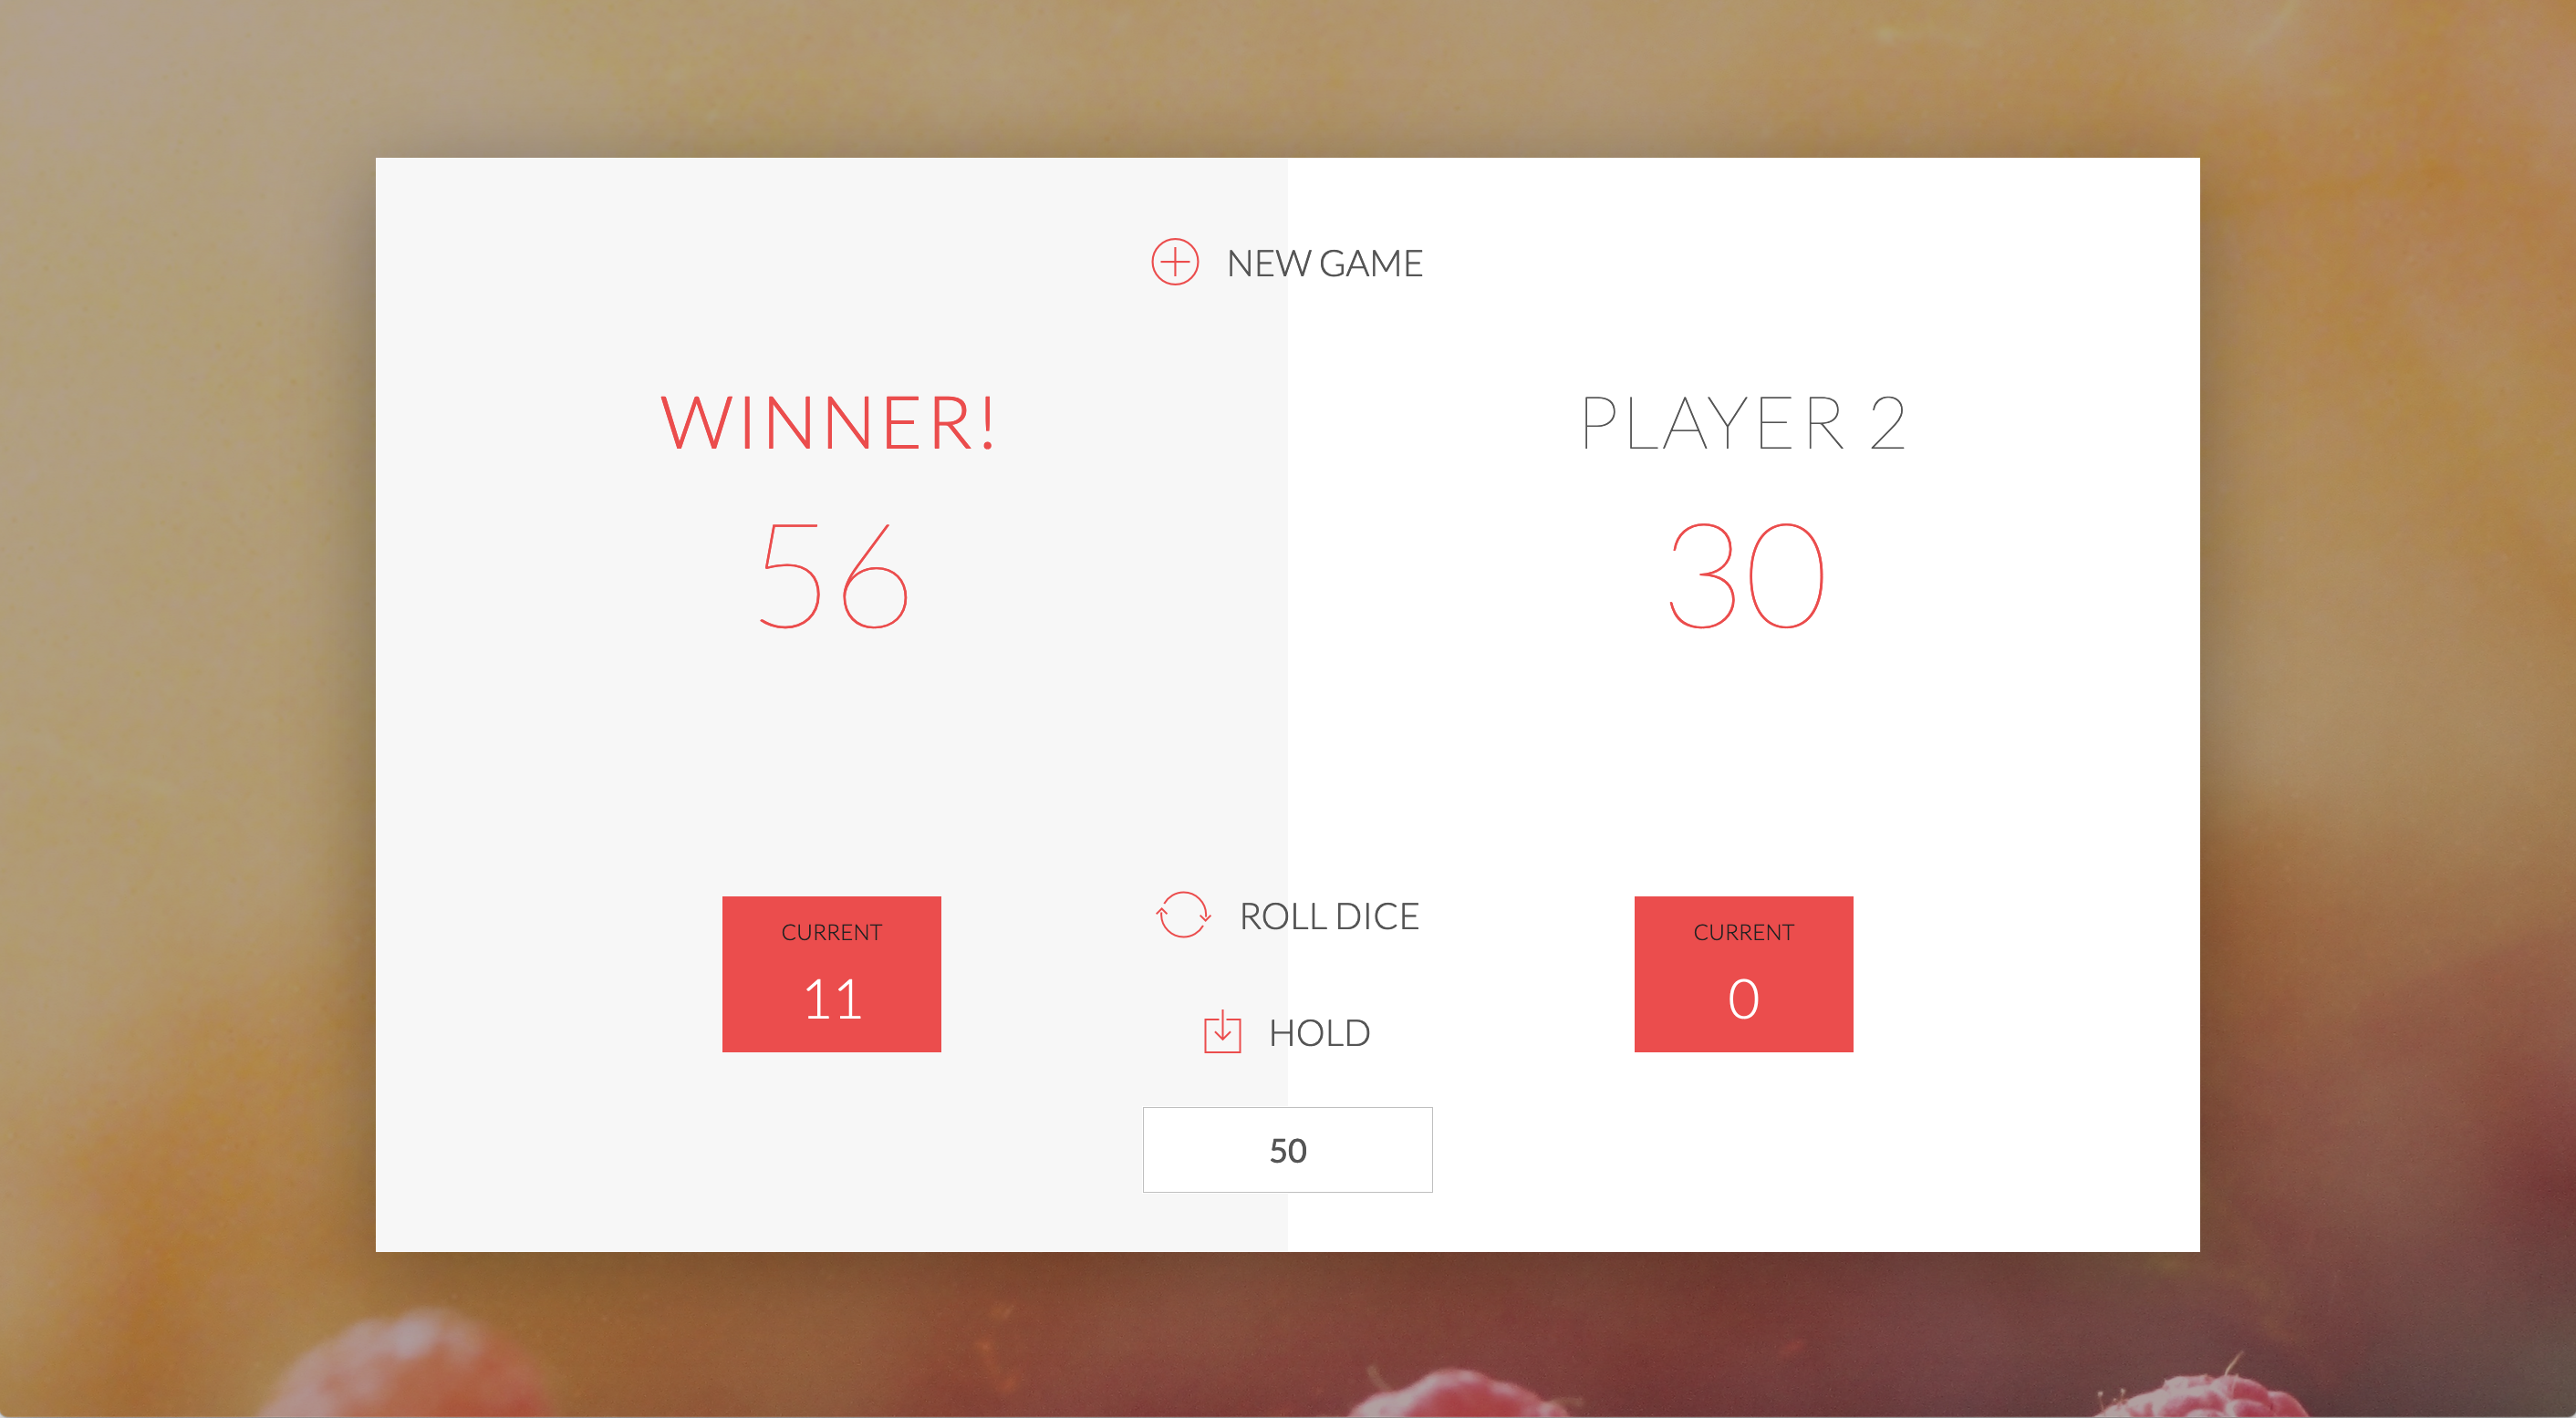 NEW GAME
WINNER!
56
PLAYER 2
30
CURRENT
11
ROLL DICE
HOLD
50
CURRENT
0